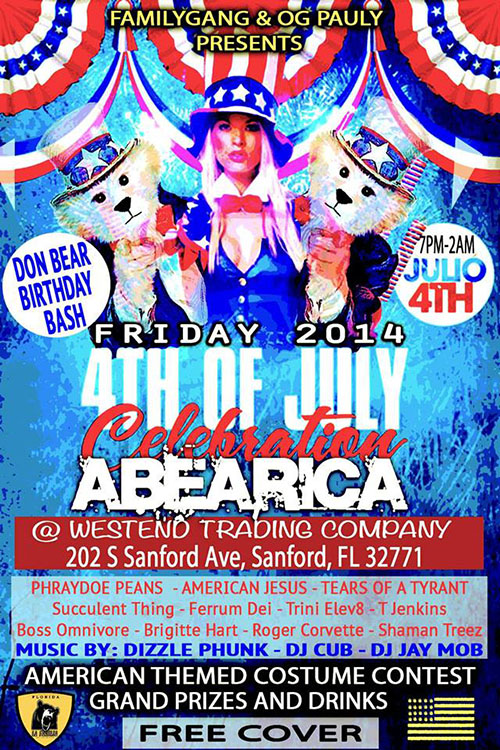 FAMILYGANG & OG PAULY
PRESENTS
DON BEAR
BIRTHDAY
BASH
7PM-2AM
JULIO
4TH
FRIDAY 2014
4TH OF JULY
Celebration
ABEARICA
@ WESTEND TRADING COMPANY
202 S Sanford Ave, Sanford, FL 32771
PHRAYDOE PEANS - AMERICAN JESUS - TEARS OF A TYRANT
Succulent Thing - Ferrum Dei - Trini Elev8 - T Jenkins
Boss Omnivore - Brigitte Hart - Roger Corvette - Shaman Treez
MUSIC BY: DIZZLE PHUNK - DJ CUB - DJ JAY MOB
AMERICAN THEMED COSTUME CONTEST
GRAND PRIZES AND DRINKS
FLORIDA
LA FAMILIA
FREE COVER